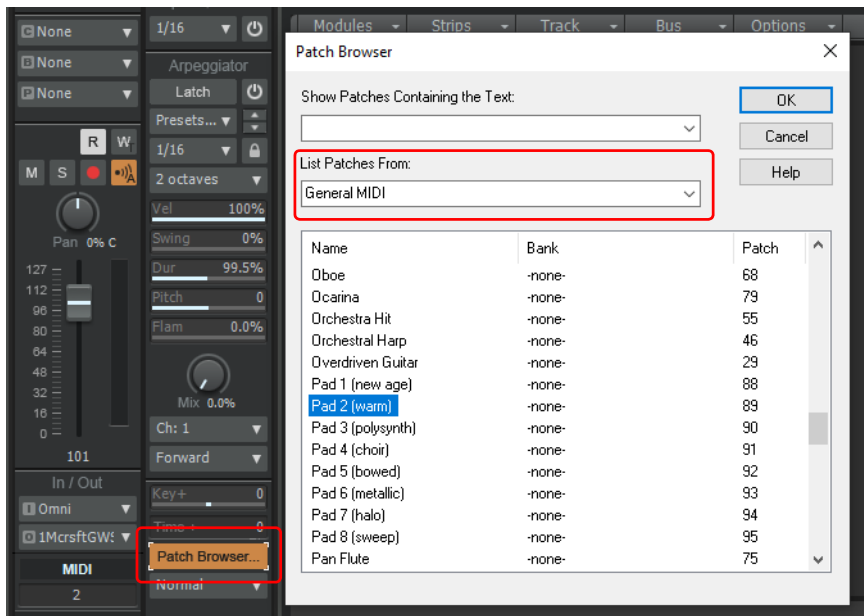 Modules Strips Track Bus Options
C None
B None
P None
R W
M S A
Pan 0% C
127
112
96
80
64
48
32
16
0
101
In / Out
I Omni
O 1McrsftGWS
MIDI
2
1/16
Arpeggiator
Latch
Presets...
1/16
2 octaves
Vel 100%
Swing 0%
Dur 99.5%
Pitch 0
Flam 0.0%
Mix 0.0%
Ch: 1
Forward
Key+ 0
Time + 0
Patch Browser...
Normal
Patch Browser
Show Patches Containing the Text:
OK
Cancel
Help
List Patches From:
General MIDI
Name Bank Patch
Oboe -none- 68
Ocarina -none- 79
Orchestra Hit -none- 55
Orchestral Harp -none- 46
Overdriven Guitar -none- 29
Pad 1 (new age) -none- 88
Pad 2 (warm) -none- 89
Pad 3 (polysynth) -none- 90
Pad 4 (choir) -none- 91
Pad 5 (bowed) -none- 92
Pad 6 (metallic) -none- 93
Pad 7 (halo) -none- 94
Pad 8 (sweep) -none- 95
Pan Flute -none- 75